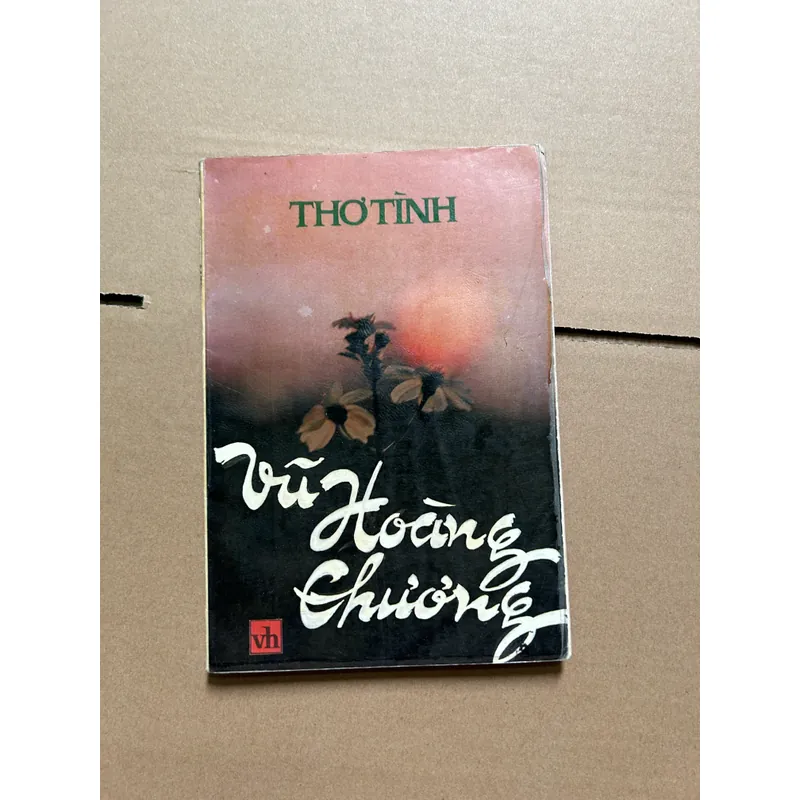 THƠ TÌNH
Vũ
Hoàng
Chương
vh